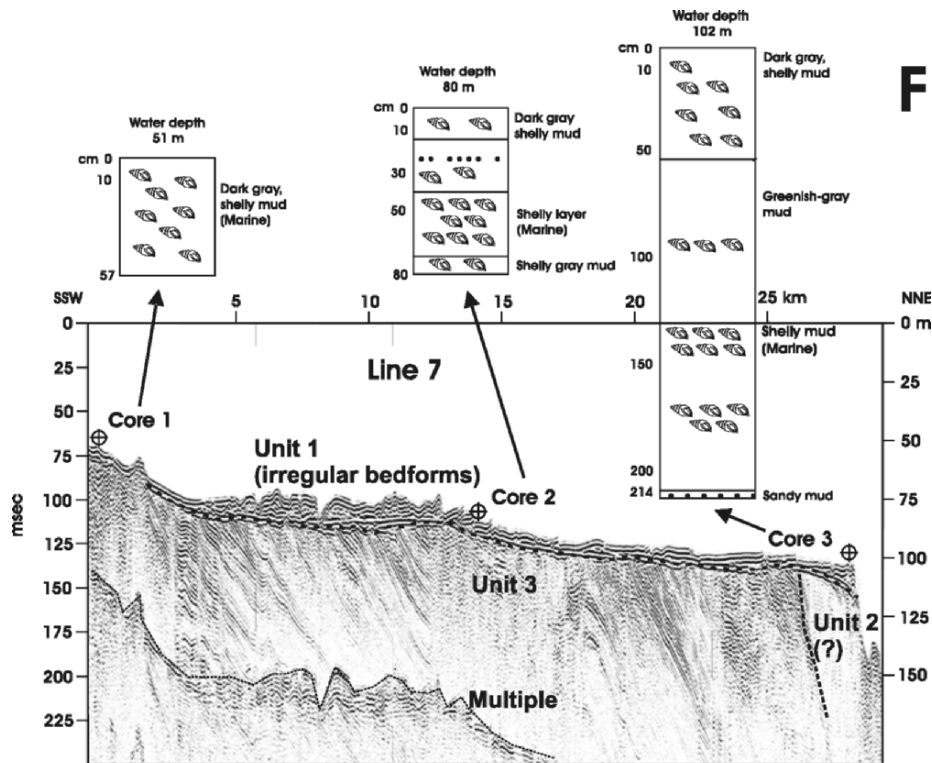 Water depth
51 m
cm 0
10
57
Dark gray,
shelly mud
(Marine)
Water depth
80 m
cm 0
10
30
50
80
Dark gray
shelly mud
Shelly layer
(Marine)
Shelly gray mud
Water depth
102 m
cm 0
10
50
100
150
200
214
Dark gray,
shelly mud
Greenish-gray
mud
Shelly mud
(Marine)
Sandy mud
F
SSW
5
10
15
20
25 km
NNE
0
25
50
75
100
125
150
175
200
225
msec
0 m
25
50
75
100
125
150
Line 7
Core 1
Unit 1
(irregular bedforms)
Core 2
Core 3
Unit 3
Unit 2
(?)
Multiple